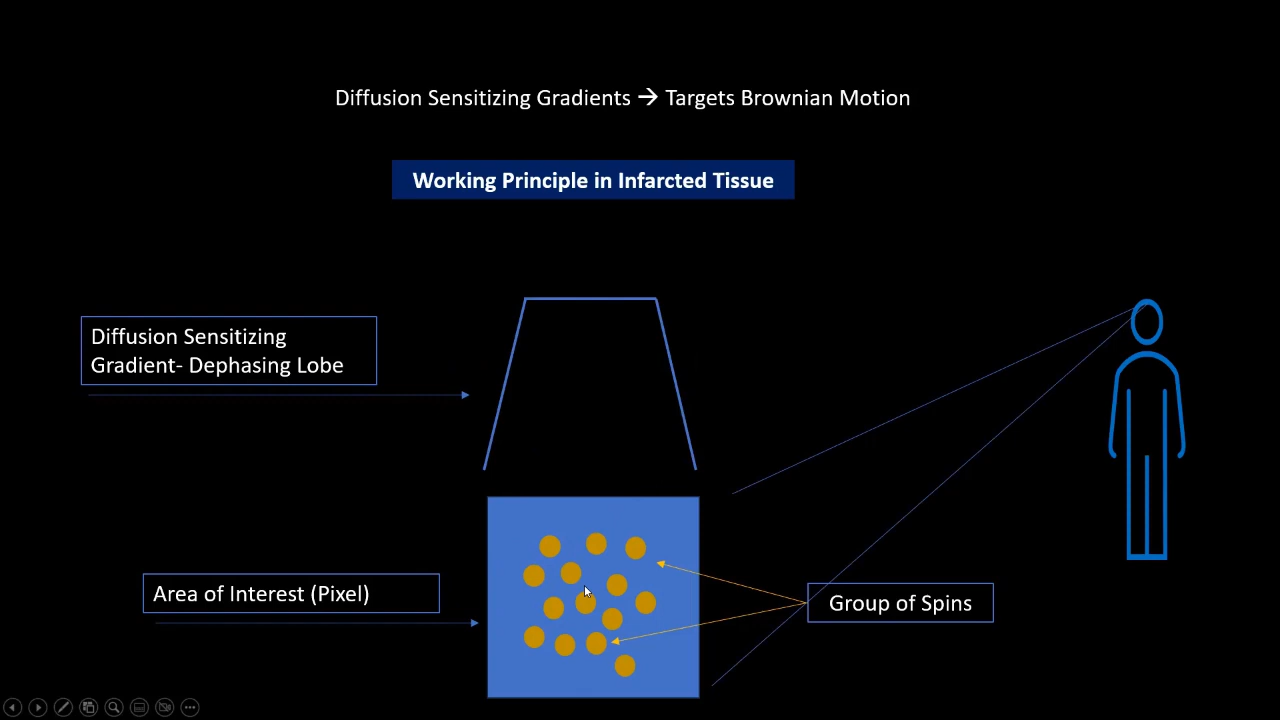 Diffusion Sensitizing Gradients → Targets Brownian Motion
Working Principle in Infarcted Tissue
Diffusion Sensitizing
Gradient- Dephasing Lobe
Area of Interest (Pixel)
Group of Spins